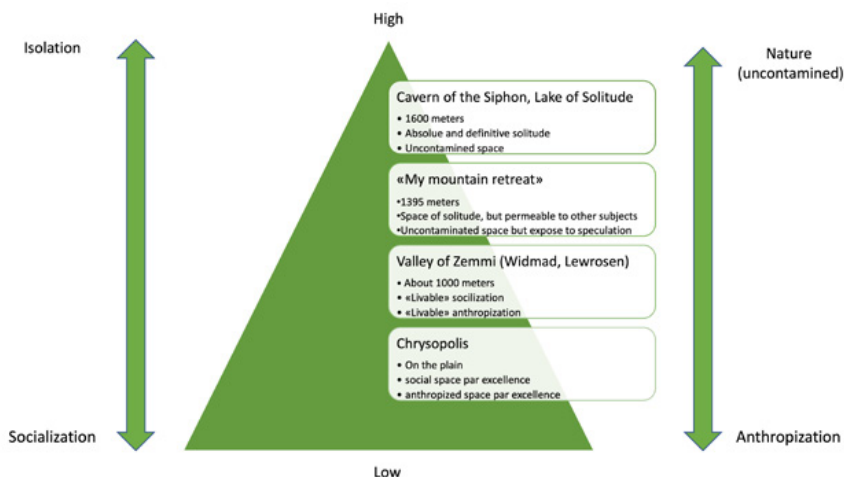 High
Isolation
Nature
(uncontamined)
Cavern of the Siphon, Lake of Solitude
• 1600 meters
• Absolue and definitive solitude
• Uncontamined space
«My mountain retreat»
•1395 meters
•Space of solitude, but permeable to other subjects
•Uncontaminated space but expose to speculation
Valley of Zemmi (Widmad, Lewrosen)
• About 1000 meters
• «Livable» socilization
• «Livable» anthropization
Chrysopolis
• On the plain
• social space par excellence
• anthropized space par excellence
Socialization
Anthropization
Low